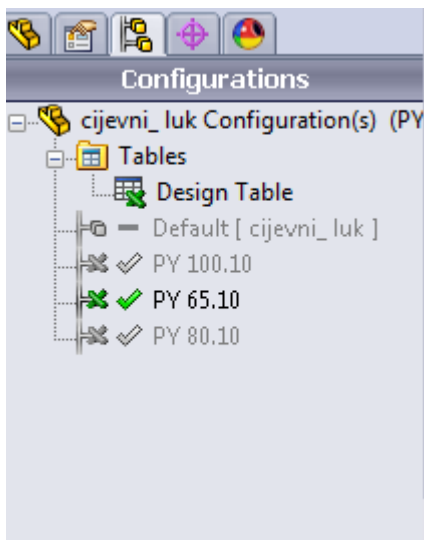 Configurations
cijevni_ luk Configuration(s) (PY
Tables
Design Table
Default [ cijevni_ luk ]
PY 100.10
PY 65.10
PY 80.10